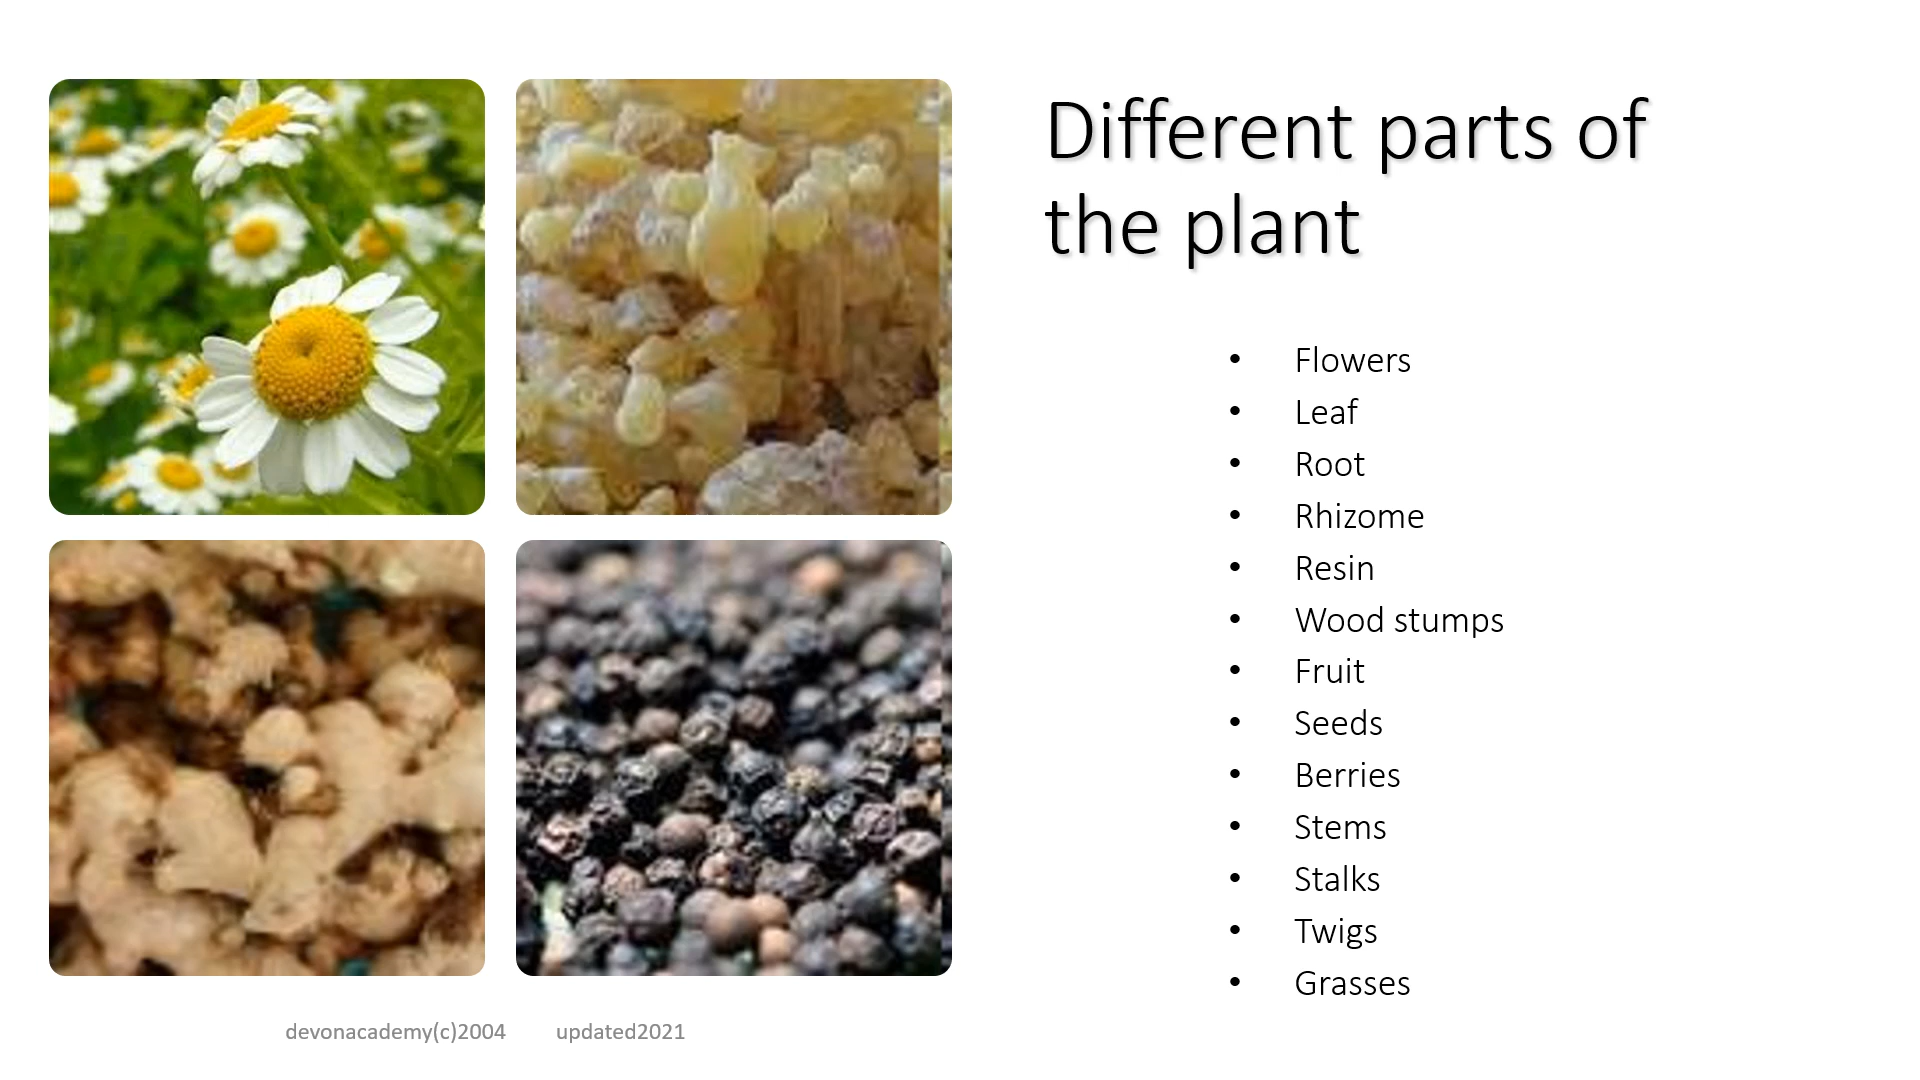 Different parts of
the plant
• Flowers
• Leaf
• Root
• Rhizome
• Resin
• Wood stumps
• Fruit
• Seeds
• Berries
• Stems
• Stalks
• Twigs
• Grasses
devonacademy(c)2004 updated2021